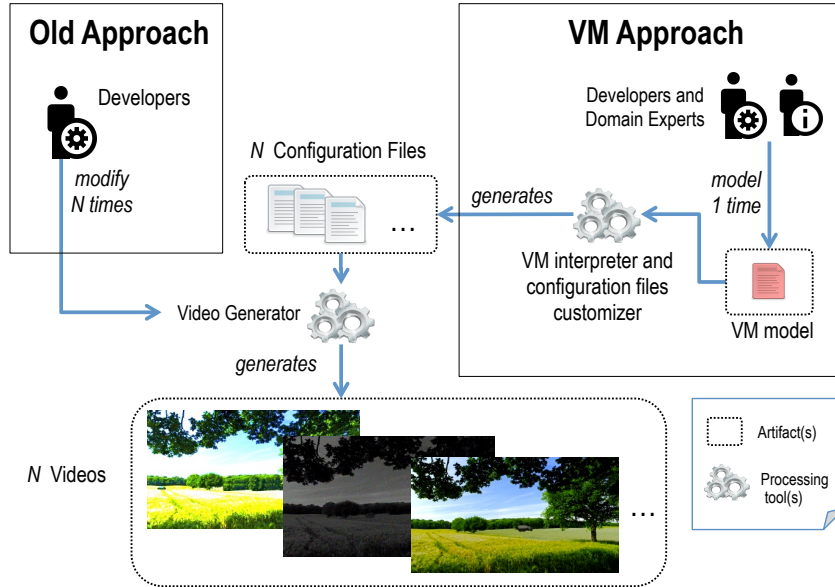 Old Approach
Developers
modify
N times
VM Approach
Developers and
Domain Experts
model
1 time
VM model
VM interpreter and
configuration files
customizer
generates
N Configuration Files
...
Video Generator
generates
N Videos
...
Artifact(s)
Processing
tool(s)